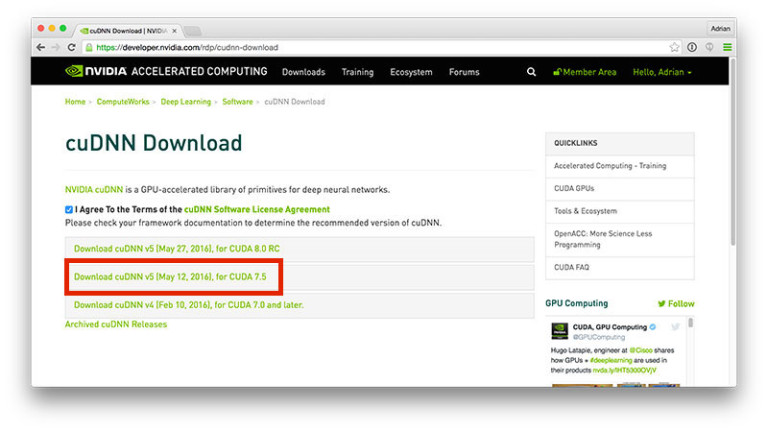 cuDNN Download | NVIDI
Adrian
https://developer.nvidia.com/rdp/cudnn-download
NVIDIA ACCELERATED COMPUTING Downloads Training Ecosystem Forums Member Area Hello, Adrian
Home > ComputeWorks > Deep Learning > Software > cuDNN Download
cuDNN Download
NVIDIA cuDNN is a GPU-accelerated library of primitives for deep neural networks.
I Agree To the Terms of the cuDNN Software License Agreement
Please check your framework documentation to determine the recommended version of cuDNN.
Download cuDNN v5 (May 27, 2016), for CUDA 8.0 RC
Download cuDNN v5 (May 12, 2016), for CUDA 7.5
Download cuDNN v4 (Feb 10, 2016), for CUDA 7.0 and later.
Archived cuDNN Releases
QUICKLINKS
Accelerated Computing - Training
CUDA GPUs
Tools & Ecosystem
OpenACC: More Science Less
Programming
CUDA FAQ
GPU Computing Follow
CUDA, GPU Computing
@GPUComputing
Hugo Latapie, engineer at @Cisco shares
how GPUs + #deeplearning are used in
their products nvda.ly/IHT6300OVjV